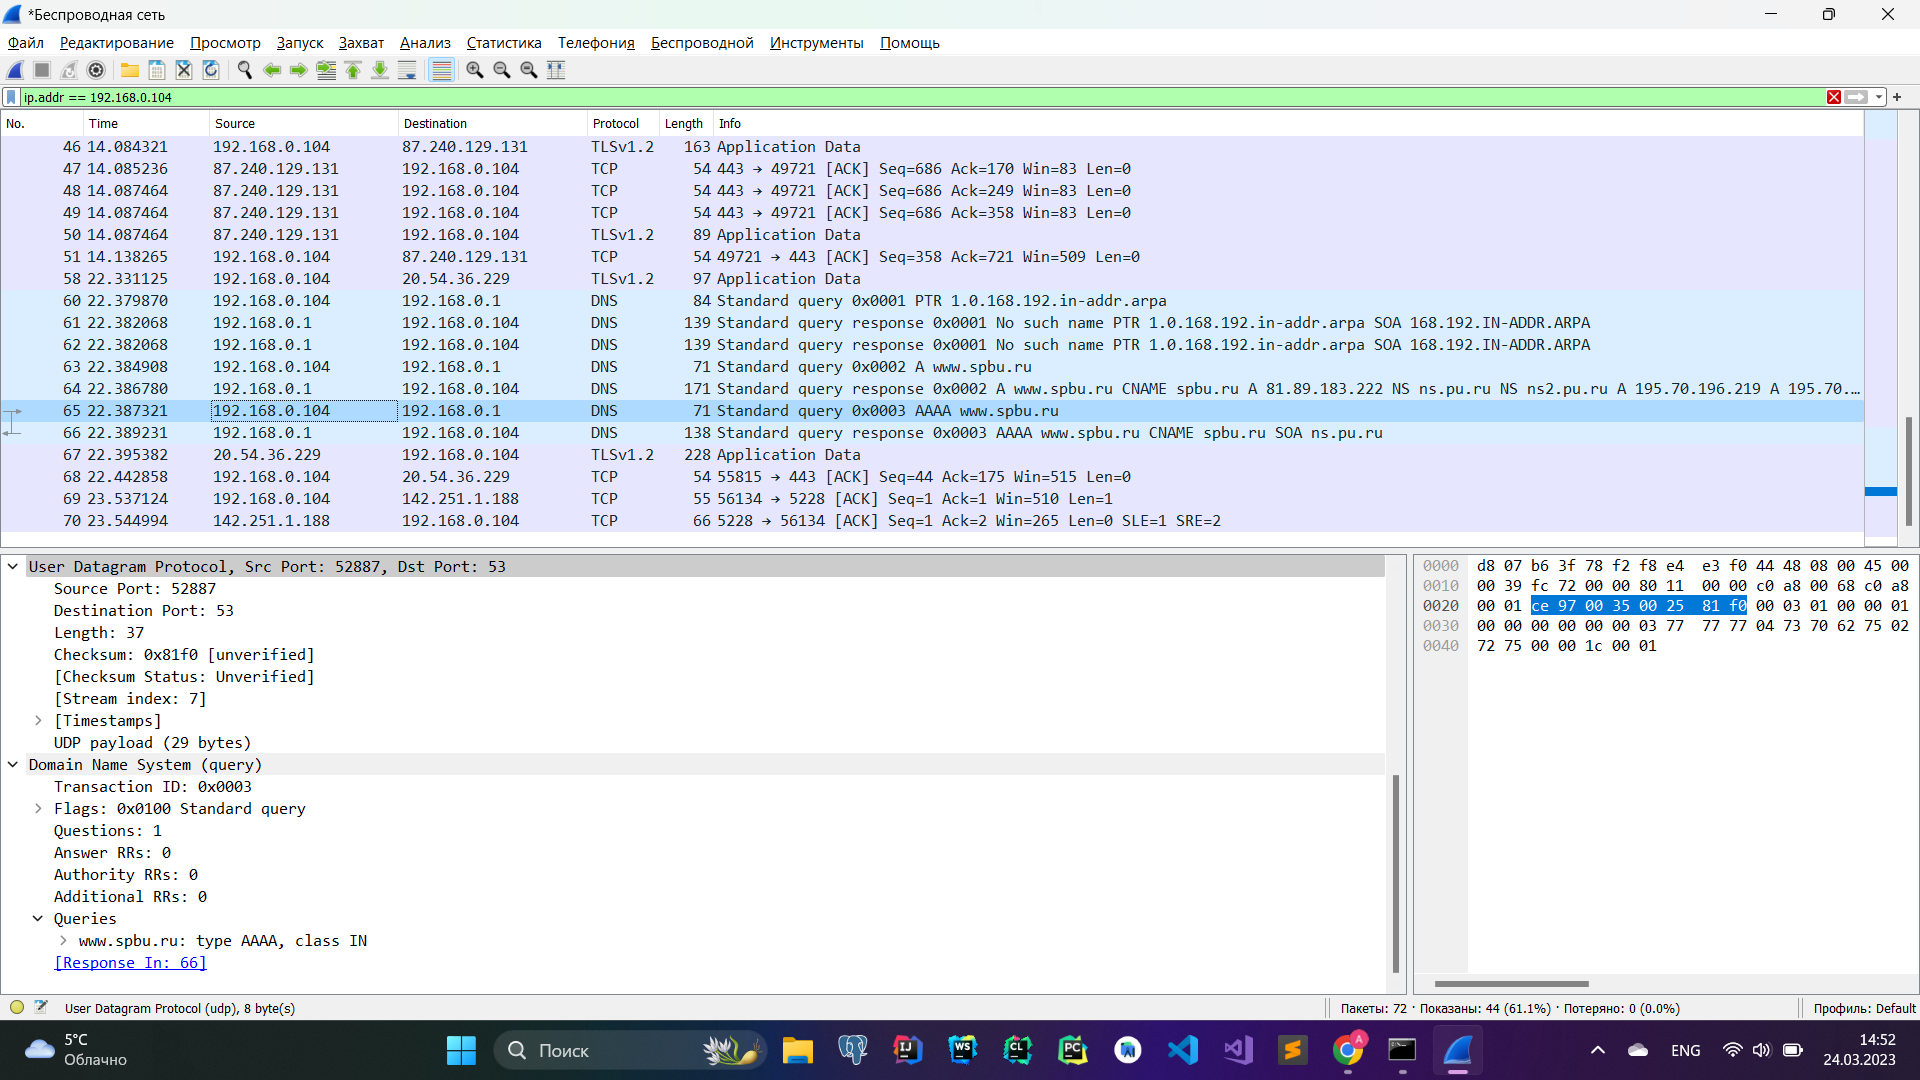 *Беспроводная сеть
Файл Редактирование Просмотр Запуск Захват Анализ Статистика Телефония Беспроводной Инструменты Помощь
ip.addr == 192.168.0.104
No. Time Source Destination Protocol Length Info
46 14.084321 192.168.0.104 87.240.129.131 TLSv1.2 163 Application Data
47 14.085236 87.240.129.131 192.168.0.104 TCP 54 443 → 49721 [ACK] Seq=686 Ack=170 Win=83 Len=0
48 14.087464 87.240.129.131 192.168.0.104 TCP 54 443 → 49721 [ACK] Seq=686 Ack=249 Win=83 Len=0
49 14.087464 87.240.129.131 192.168.0.104 TCP 54 443 → 49721 [ACK] Seq=686 Ack=358 Win=83 Len=0
50 14.087464 87.240.129.131 192.168.0.104 TLSv1.2 89 Application Data
51 14.138265 192.168.0.104 87.240.129.131 TCP 54 49721 → 443 [ACK] Seq=358 Ack=721 Win=509 Len=0
58 22.331125 192.168.0.104 20.54.36.229 TLSv1.2 97 Application Data
60 22.379870 192.168.0.104 192.168.0.1 DNS 84 Standard query 0x0001 PTR 1.0.168.192.in-addr.arpa
61 22.382068 192.168.0.1 192.168.0.104 DNS 139 Standard query response 0x0001 No such name PTR 1.0.168.192.in-addr.arpa SOA 168.192.IN-ADDR.ARPA
62 22.382068 192.168.0.1 192.168.0.104 DNS 139 Standard query response 0x0001 No such name PTR 1.0.168.192.in-addr.arpa SOA 168.192.IN-ADDR.ARPA
63 22.384908 192.168.0.104 192.168.0.1 DNS 71 Standard query 0x0002 A www.spbu.ru
64 22.386780 192.168.0.1 192.168.0.104 DNS 171 Standard query response 0x0002 A www.spbu.ru CNAME spbu.ru A 81.89.183.222 NS ns.pu.ru NS ns2.pu.ru A 195.70.196.219 A 195.70.…
65 22.387321 192.168.0.104 192.168.0.1 DNS 71 Standard query 0x0003 AAAA www.spbu.ru
66 22.389231 192.168.0.1 192.168.0.104 DNS 138 Standard query response 0x0003 AAAA www.spbu.ru CNAME spbu.ru SOA ns.pu.ru
67 22.395382 20.54.36.229 192.168.0.104 TLSv1.2 228 Application Data
68 22.442858 192.168.0.104 20.54.36.229 TCP 54 55815 → 443 [ACK] Seq=44 Ack=175 Win=515 Len=0
69 23.537124 192.168.0.104 142.251.1.188 TCP 55 56134 → 5228 [ACK] Seq=1 Ack=1 Win=510 Len=1
70 23.544994 142.251.1.188 192.168.0.104 TCP 66 5228 → 56134 [ACK] Seq=1 Ack=2 Win=265 Len=0 SLE=1 SRE=2
User Datagram Protocol, Src Port: 52887, Dst Port: 53
Source Port: 52887
Destination Port: 53
Length: 37
Checksum: 0x81f0 [unverified]
[Checksum Status: Unverified]
[Stream index: 7]
[Timestamps]
UDP payload (29 bytes)
Domain Name System (query)
Transaction ID: 0x0003
Flags: 0x0100 Standard query
Questions: 1
Answer RRs: 0
Authority RRs: 0
Additional RRs: 0
Queries
www.spbu.ru: type AAAA, class IN
[Response In: 66]
0000 d8 07 b6 3f 78 f2 f8 e4 e3 f0 44 48 08 00 45 00
0010 00 39 fc 72 00 00 80 11 00 00 c0 a8 00 68 c0 a8
0020 00 01 ce 97 00 35 00 25 81 f0 00 03 01 00 00 01
0030 00 00 00 00 00 00 03 77 77 77 04 73 70 62 75 02
0040 72 75 00 00 1c 00 01
User Datagram Protocol (udp), 8 byte(s)
Пакеты: 72 · Показаны: 44 (61.1%) · Потеряно: 0 (0.0%)
Профиль: Default
5°C
Облачно
Поиск
IJ
WS
CL
PC
A
ENG
14:52
24.03.2023